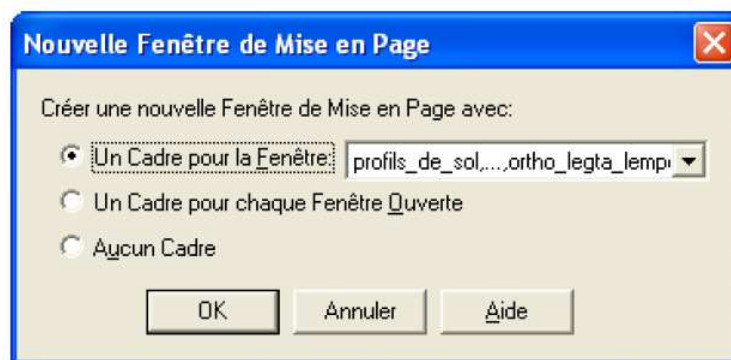 Nouvelle Fenêtre de Mise en Page
Créer une nouvelle Fenêtre de Mise en Page avec:
Un Cadre pour la Fenêtre: profils_de_sol,...,ortho_legta_lemp
Un Cadre pour chaque Fenêtre Ouverte
Aucun Cadre
OK Annuler Aide